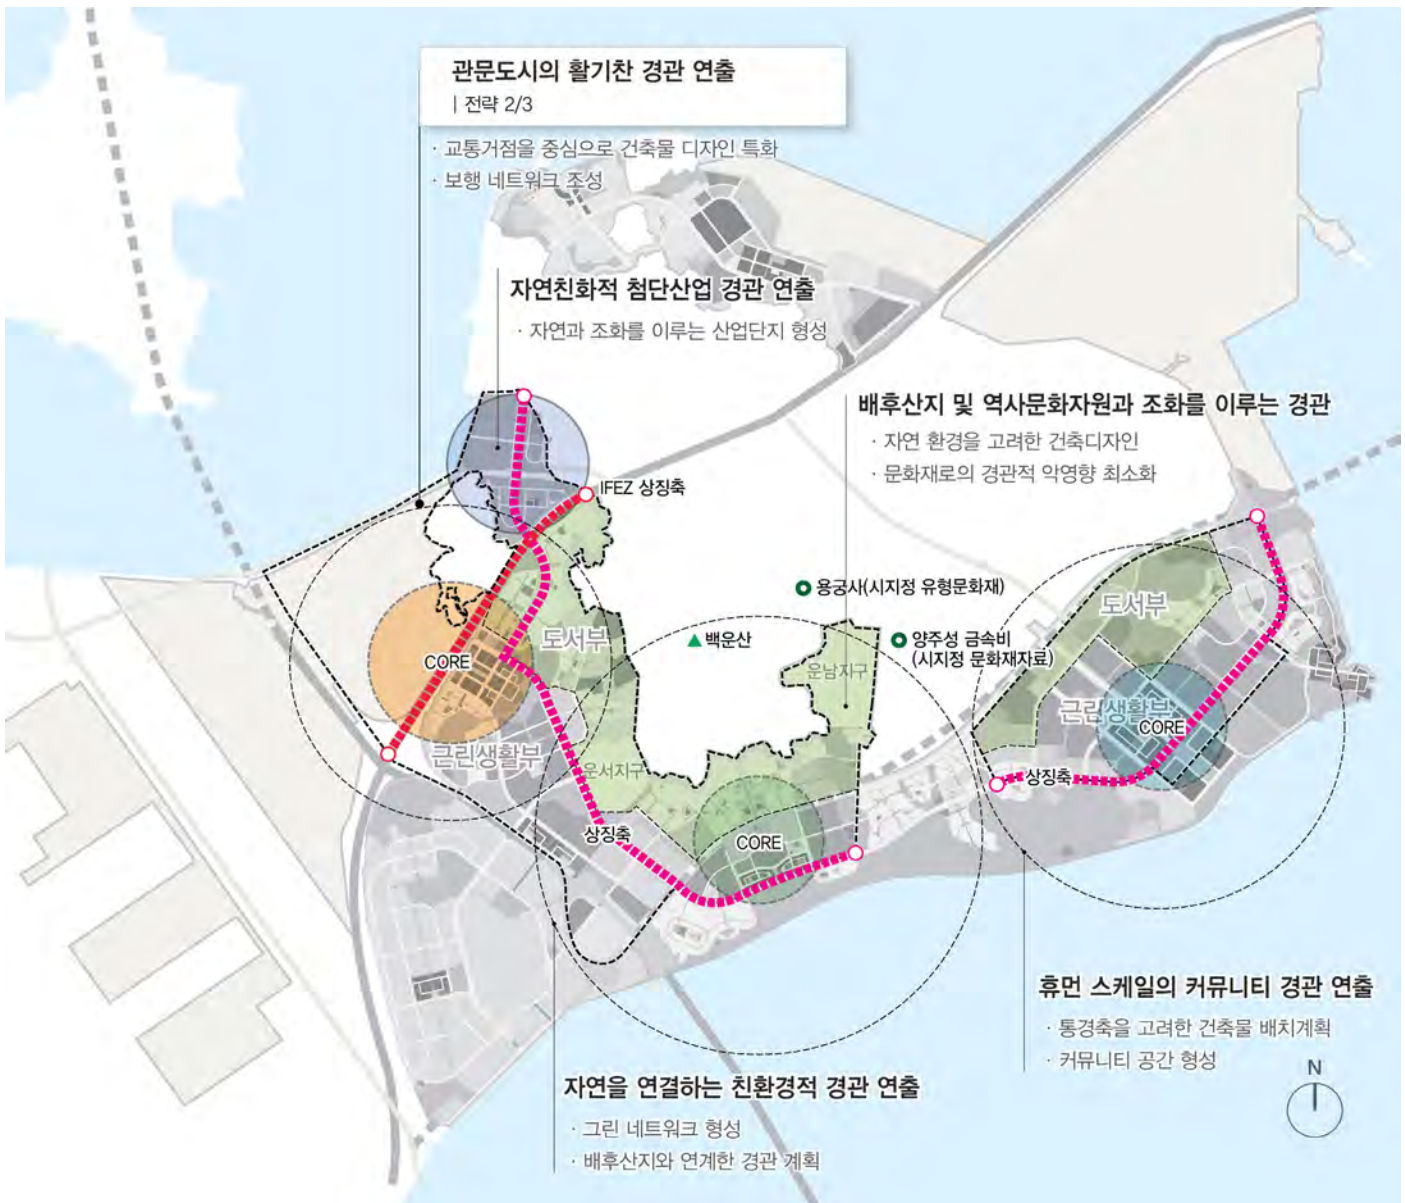 관문도시의 활기찬 경관 연출
| 전략 2/3
· 교통거점을 중심으로 건축물 디자인 특화
· 보행 네트워크 조성
자연친화적 첨단산업 경관 연출
· 자연과 조화를 이루는 산업단지 형성
배후산지 및 역사문화자원과 조화를 이루는 경관
· 자연 환경을 고려한 건축디자인
· 문화재로의 경관적 악영향 최소화
IFEZ 상징축
용궁사(시지정 유형문화재)
백운산
양주성 금속비
(시지정 문화재자료)
도서부
도서부
운남지구
CORE
근린생활부
운서지구
근린생활부
CORE
상징축
상징축
CORE
휴먼 스케일의 커뮤니티 경관 연출
· 통경축을 고려한 건축물 배치계획
· 커뮤니티 공간 형성
N
자연을 연결하는 친환경적 경관 연출
· 그린 네트워크 형성
· 배후산지와 연계한 경관 계획